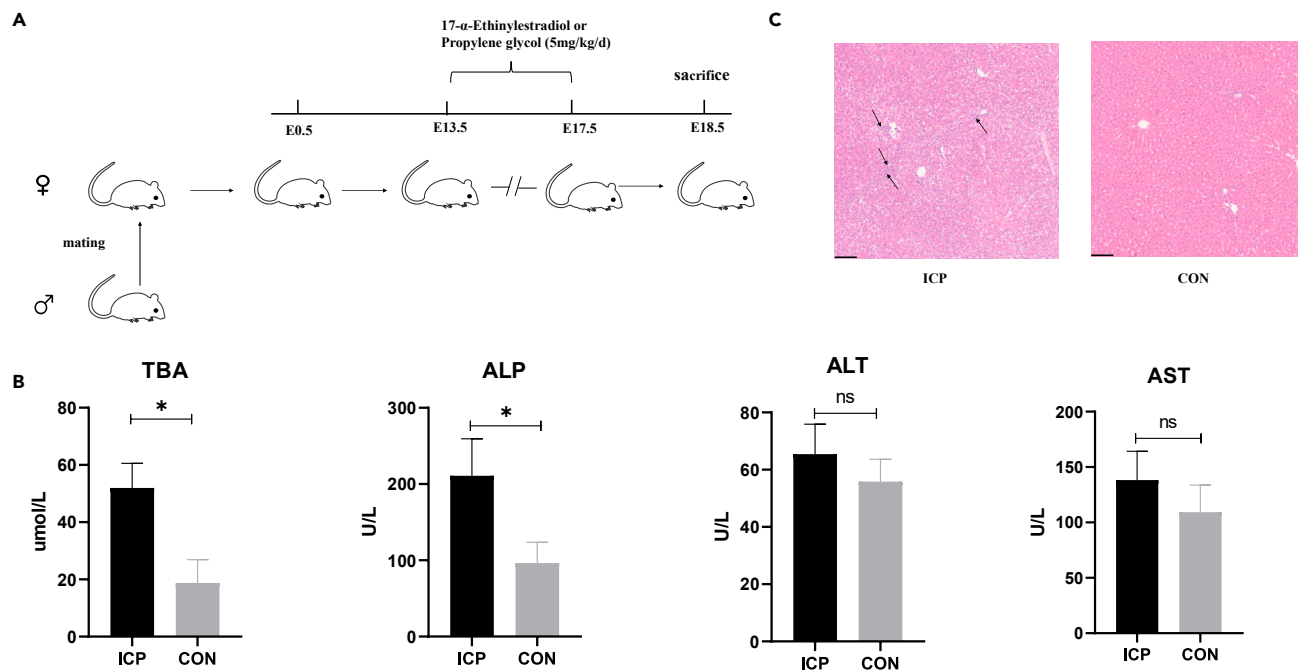 A
17-α-Ethinylestradiol or
Propylene glycol (5mg/kg/d)
sacrifice
E0.5
E13.5
E17.5
E18.5
♀
mating
♂
C
ICP
CON
B
TBA
80
60
40
20
0
umol/L
*
ICP
CON
ALP
300
200
100
0
U/L
*
ICP
CON
ALT
80
60
40
20
0
U/L
ns
ICP
CON
AST
200
150
100
50
0
U/L
ns
ICP
CON